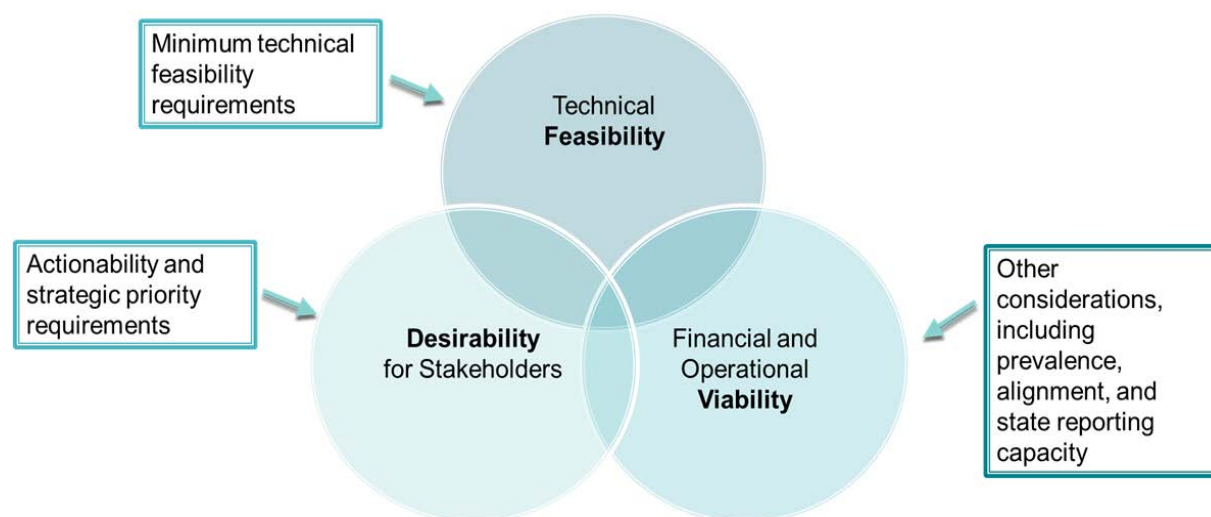 Minimum technical
feasibility
requirements
Technical
Feasibility
Actionability and
strategic priority
requirements
Desirability
for Stakeholders
Financial and
Operational
Viability
Other
considerations,
including
prevalence,
alignment, and
state reporting
capacity